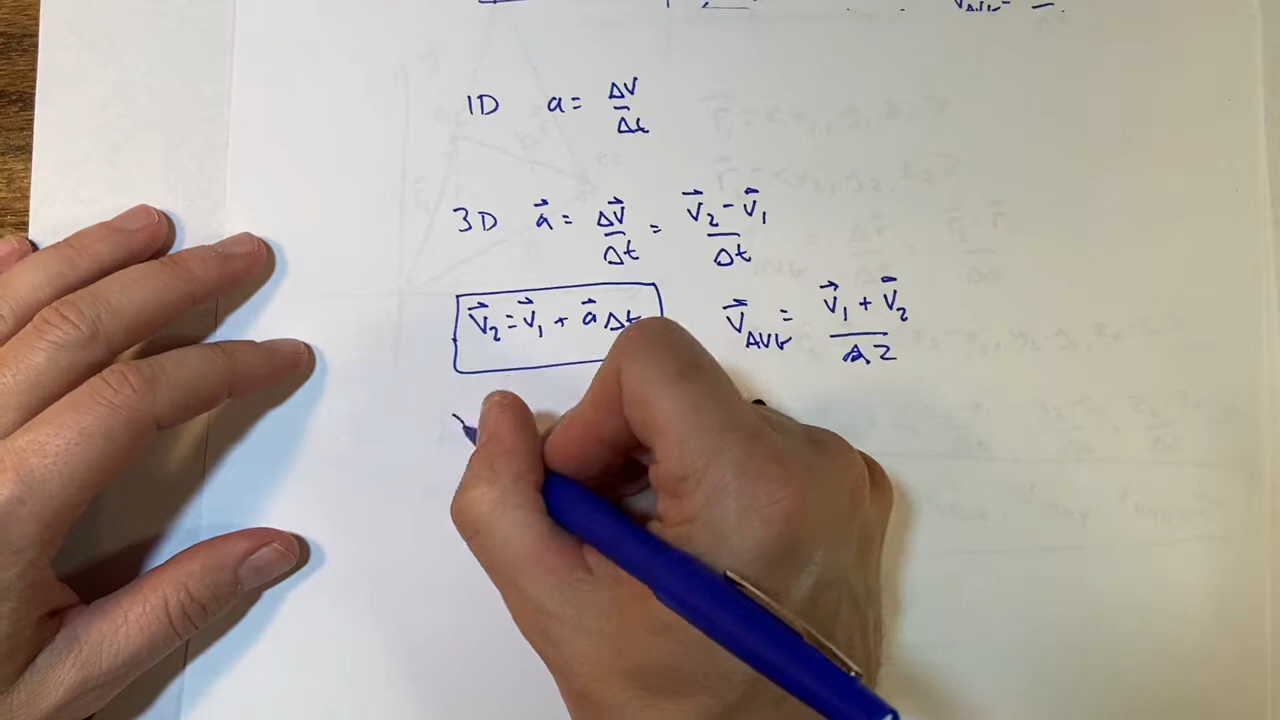 1D a = ΔV/Δt
3D a⃗ = ΔV⃗/Δt = (V⃗₂ - V⃗₁)/Δt
V⃗₂ = V⃗₁ + a⃗ Δt
V⃗AVG = (V⃗₁ + V⃗₂)/2